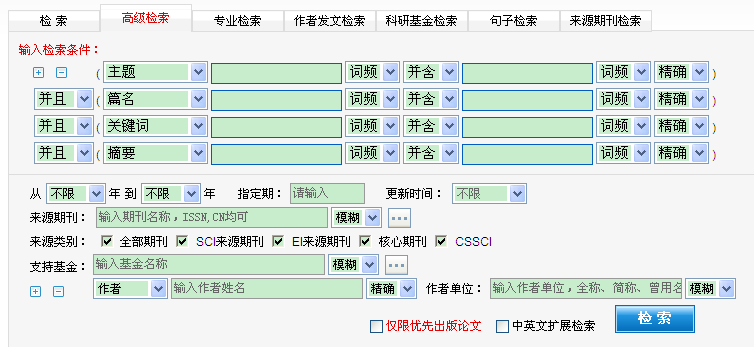 检 索 高级检索 专业检索 作者发文检索 科研基金检索 句子检索 来源期刊检索
输入检索条件：
( 主题 词频 并含 词频 精确 )
并且 ( 篇名 词频 并含 词频 精确 )
并且 ( 关键词 词频 并含 词频 精确 )
并且 ( 摘要 词频 并含 词频 精确 )
从 不限 年 到 不限 年 指定期： 请输入 更新时间： 不限
来源期刊： 输入期刊名称，ISSN,CN均可 模糊 ...
来源类别： 全部期刊 SCI来源期刊 EI来源期刊 核心期刊 CSSCI
支持基金： 输入基金名称 模糊 ...
作者 输入作者姓名 精确 作者单位： 输入作者单位，全称、简称、曾用名 模糊
仅限优先出版论文 中英文扩展检索 检 索